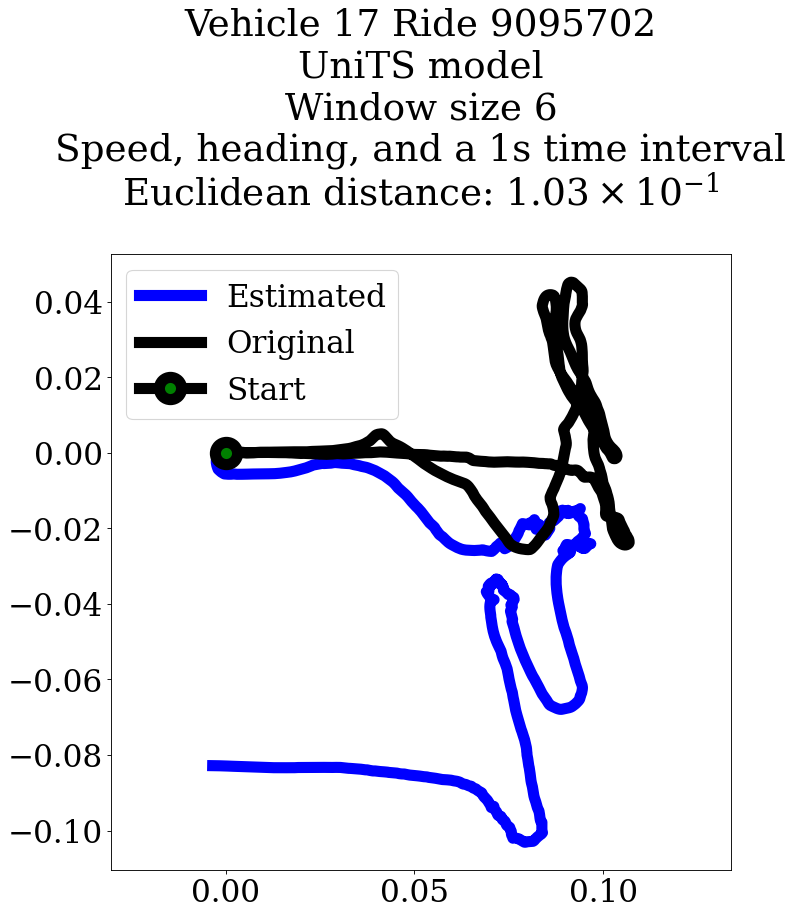 Vehicle 17 Ride 9095702
UniTS model
Window size 6
Speed, heading, and a 1s time interval
Euclidean distance: $1.03 \times 10^{-1}$
Estimated
Original
Start
0.04
0.02
0.00
−0.02
−0.04
−0.06
−0.08
−0.10
0.00 0.05 0.10